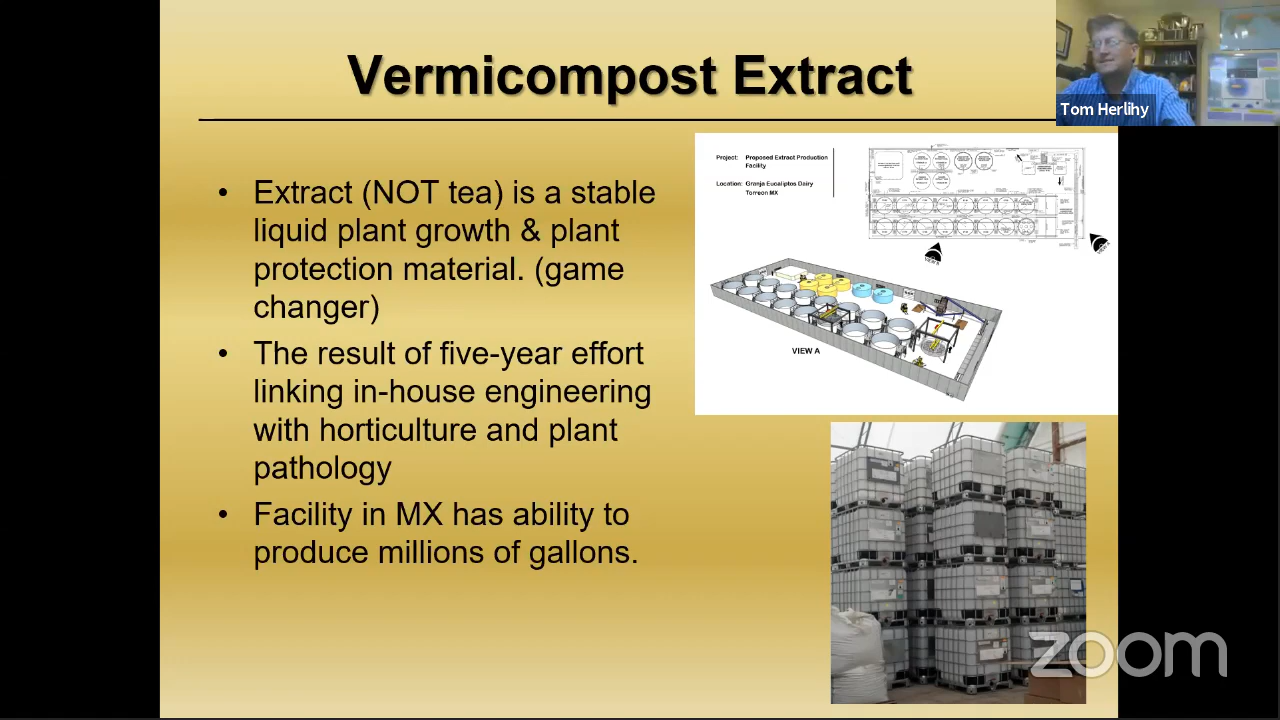 Vermicompost Extract
Tom Herlihy
• Extract (NOT tea) is a stable
liquid plant growth & plant
protection material. (game
changer)
• The result of five-year effort
linking in-house engineering
with horticulture and plant
pathology
• Facility in MX has ability to
produce millions of gallons.
Project: Proposed Extract Production
Facility
Location: Granja Eucaliptos Dairy
Torreon MX
VIEW A
zoom